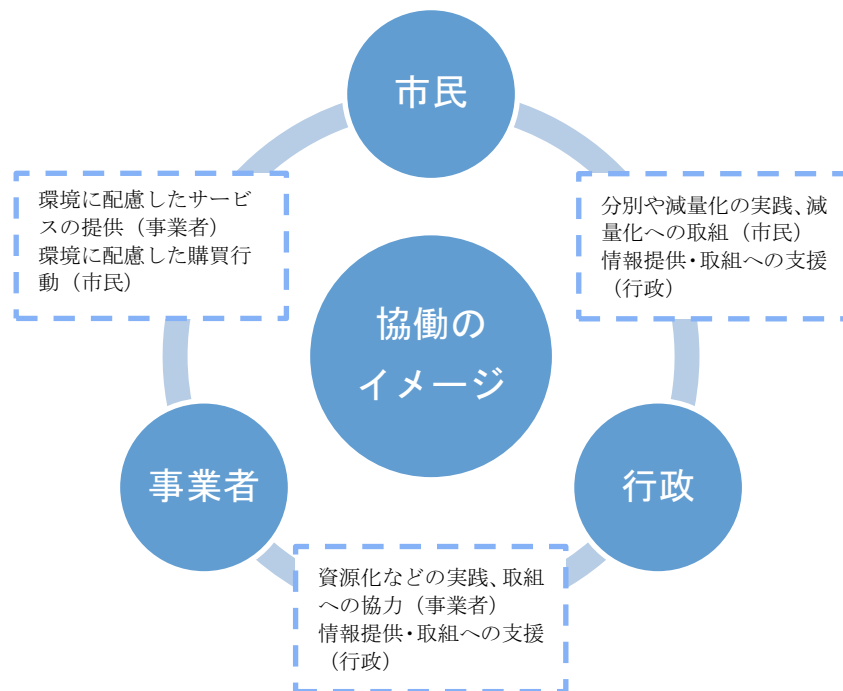 市民
環境に配慮したサービ
スの提供（事業者）
環境に配慮した購買行
動（市民）
分別や減量化の実践、減
量化への取組（市民）
情報提供・取組への支援
（行政）
協働の
イメージ
事業者
行政
資源化などの実践、取組
への協力（事業者）
情報提供・取組への支援
（行政）